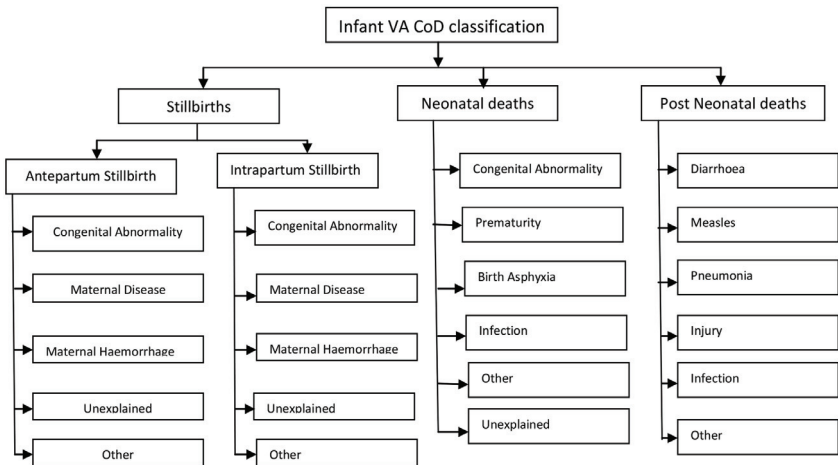 Infant VA CoD classification
Stillbirths
Neonatal deaths
Post Neonatal deaths
Antepartum Stillbirth
Congenital Abnormality
Maternal Disease
Maternal Haemorrhage
Unexplained
Other
Intrapartum Stillbirth
Congenital Abnormality
Maternal Disease
Maternal Haemorrhage
Unexplained
Other
Congenital Abnormality
Prematurity
Birth Asphyxia
Infection
Other
Unexplained
Diarrhoea
Measles
Pneumonia
Injury
Infection
Other